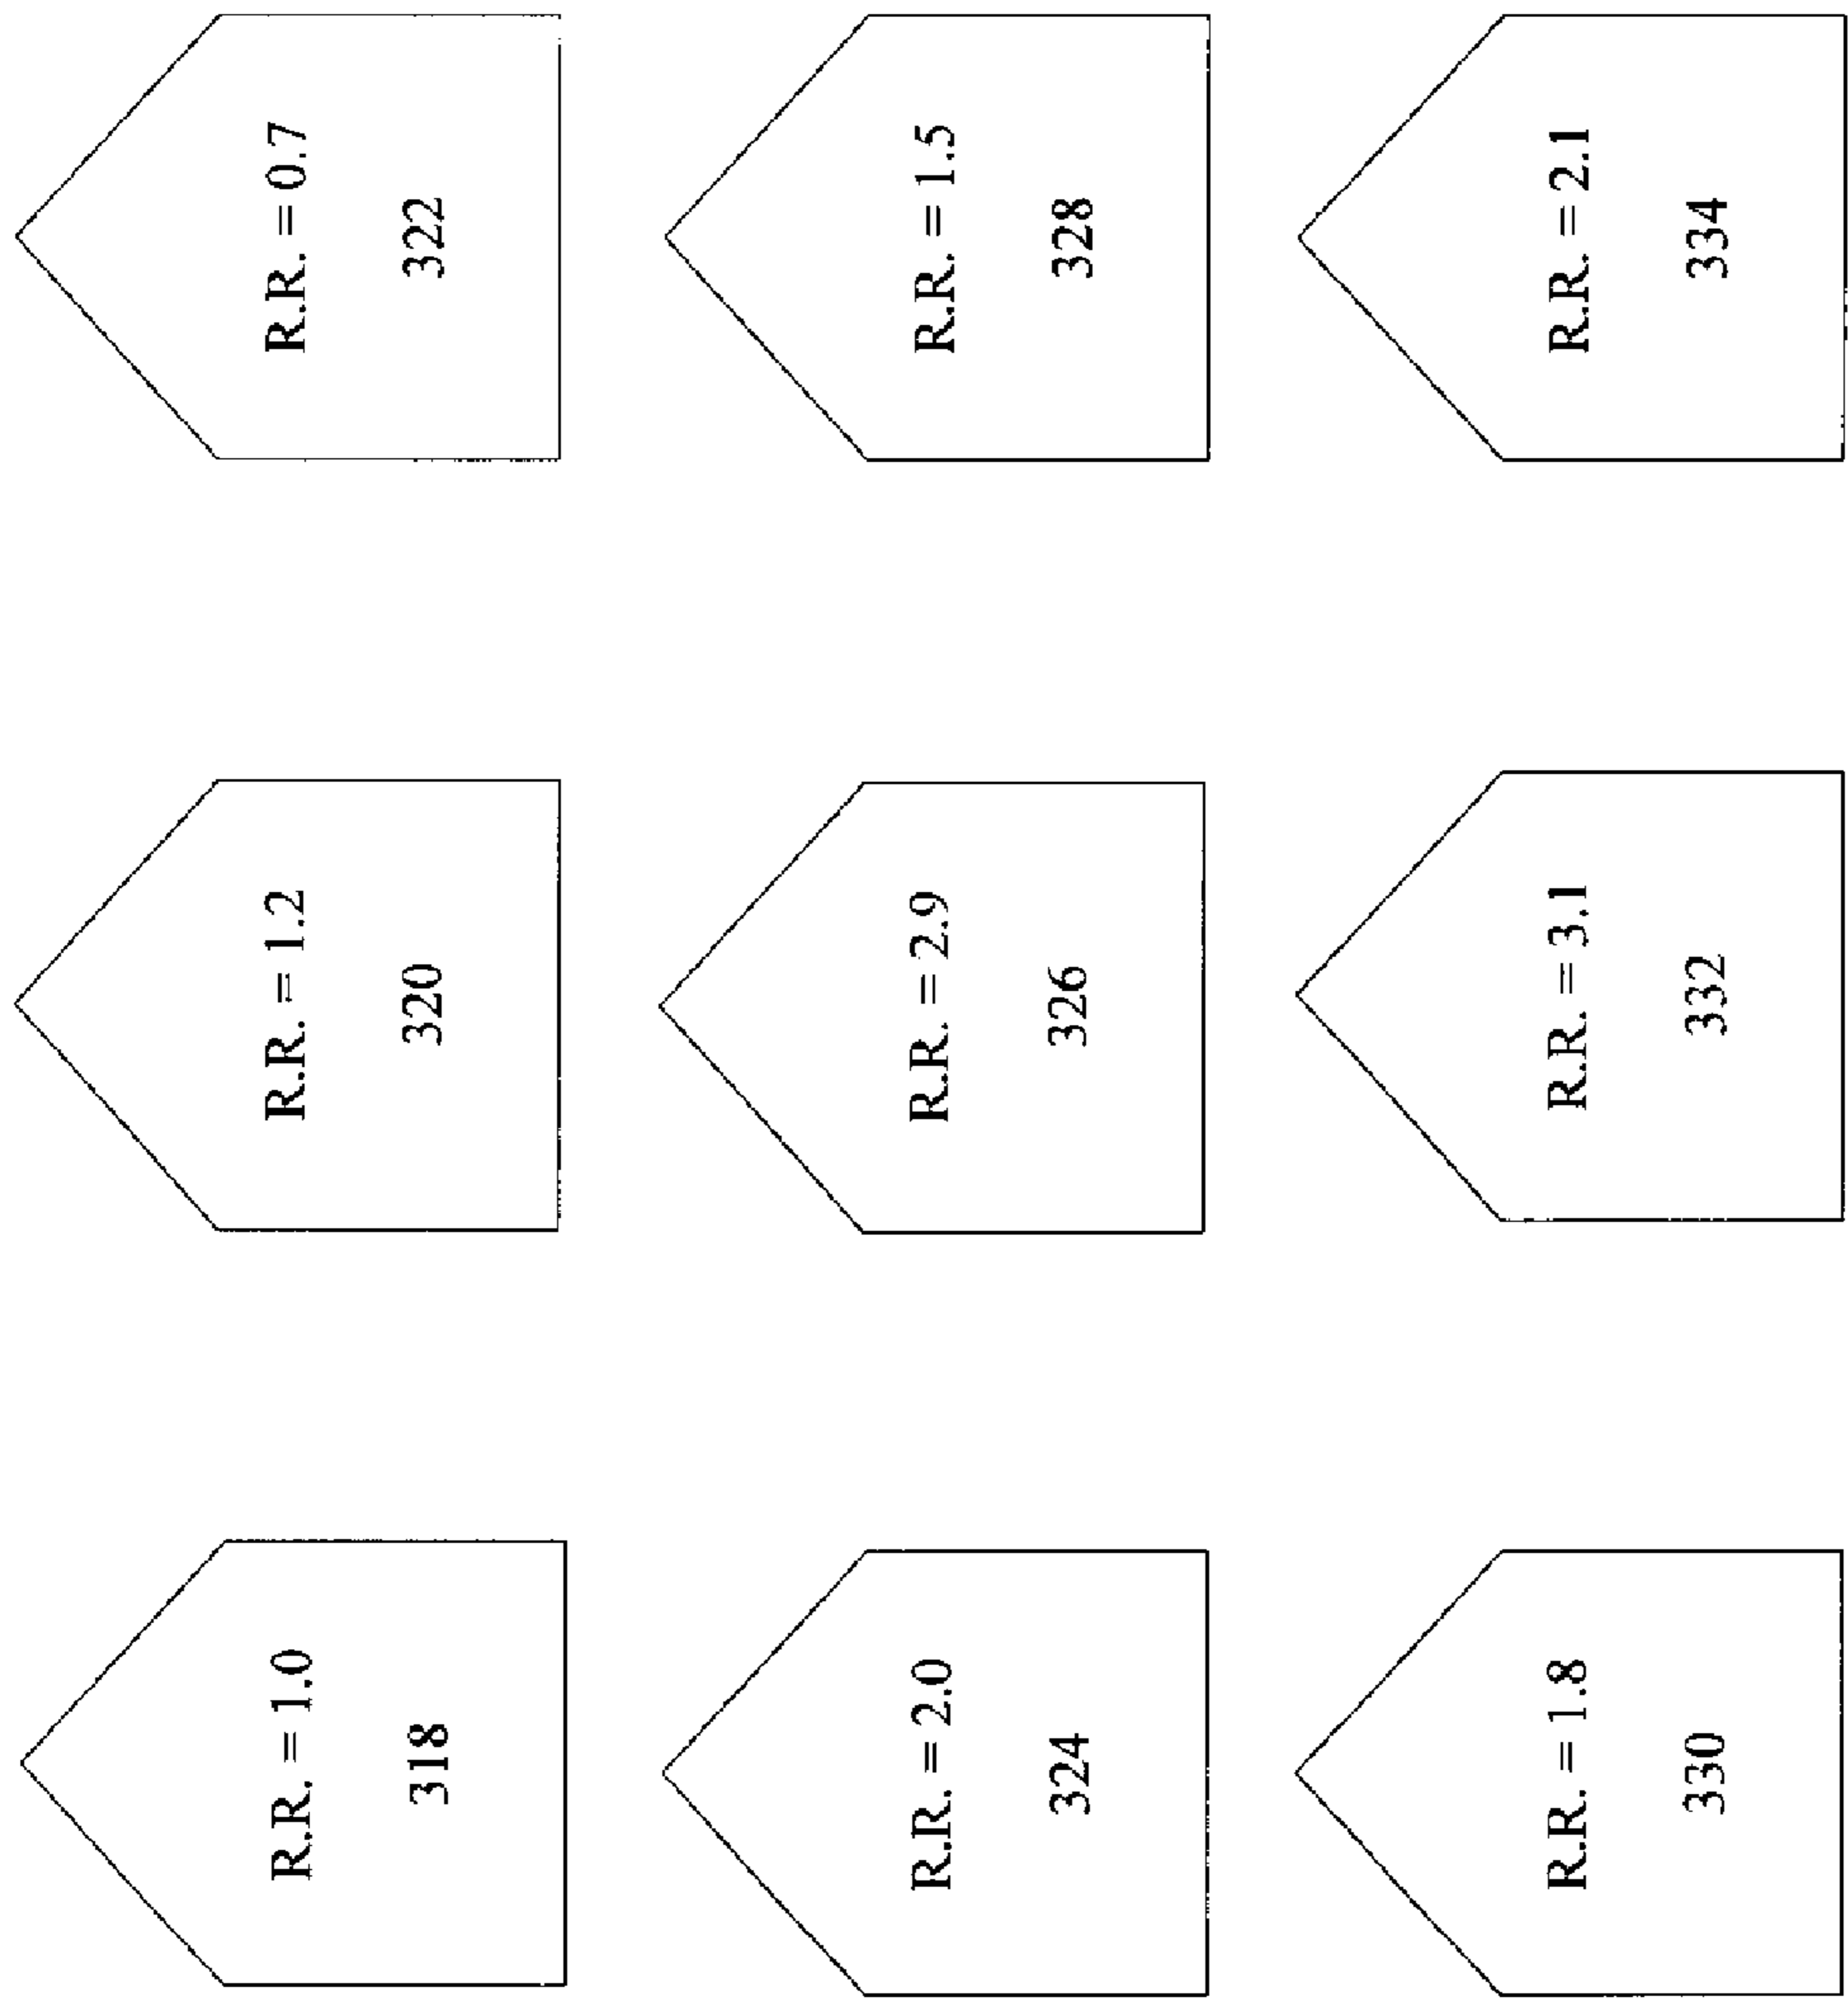 R.R. = 1.0
318
R.R. = 1.2
320
R.R. = 0.7
322
R.R. = 2.0
324
R.R. = 2.9
326
R.R. = 1.5
328
R.R. = 1.8
330
R.R. = 3.1
332
R.R. = 2.1
334